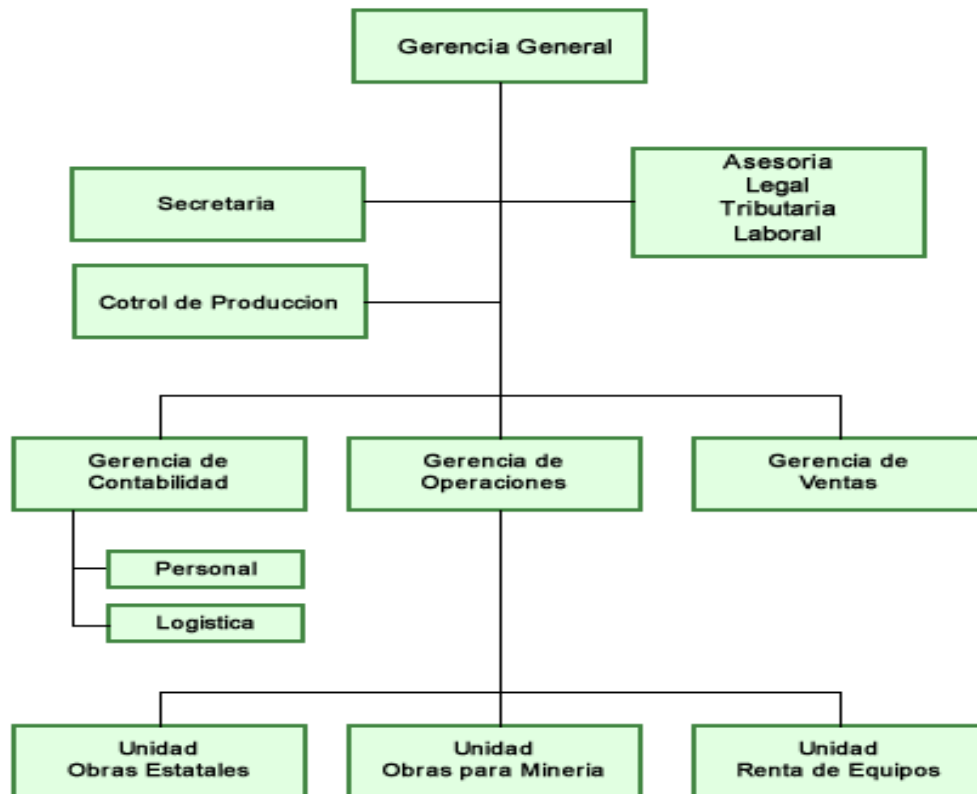 Gerencia General
Secretaria
Asesoria
Legal
Tributaria
Laboral
Cotrol de Produccion
Gerencia de
Contabilidad
Gerencia de
Operaciones
Gerencia de
Ventas
Personal
Logistica
Unidad
Obras Estatales
Unidad
Obras para Mineria
Unidad
Renta de Equipos